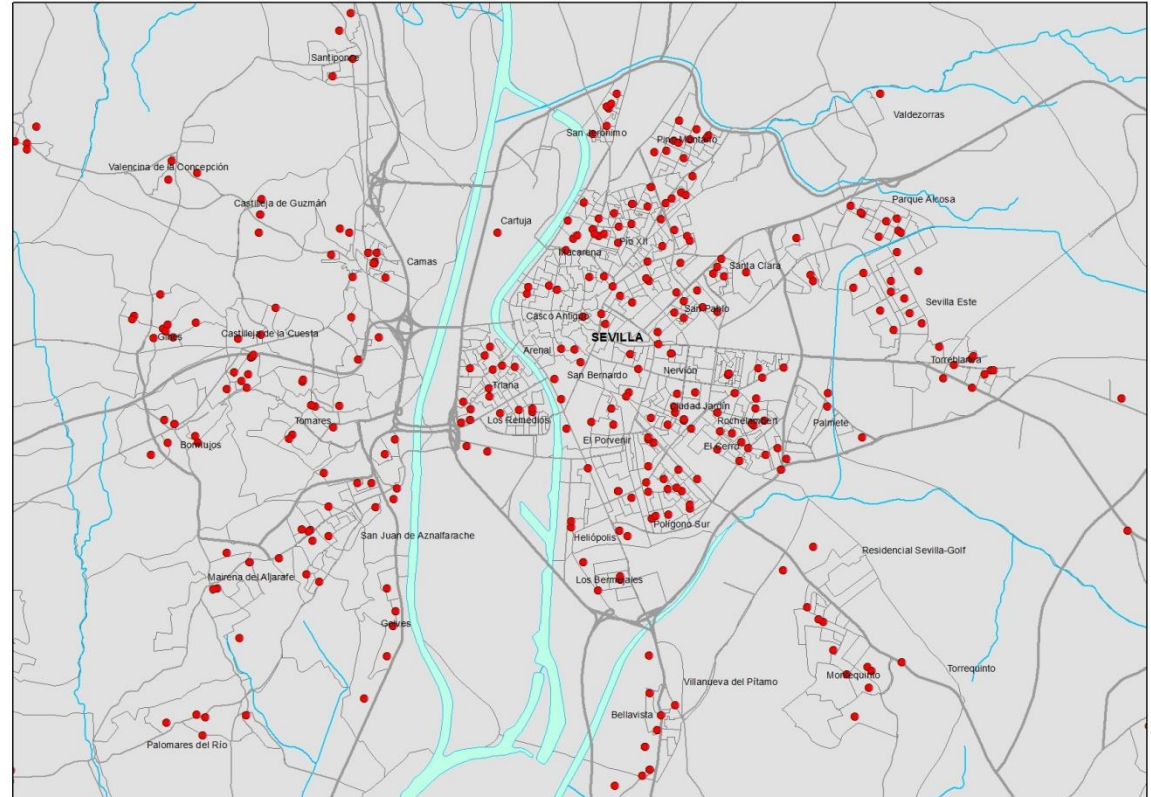 Santiponce
Valdezorras
San Jerónimo
Pino Montano
Valencina de la Concepción
Castilleja de Guzmán
Parque Alcosa
Cartuja
Pío XII
Macarena
Camas
Santa Clara
Sevilla Este
San Pablo
Casco Antiguo
Castilleja de la Cuesta
Gines
SEVILLA
Arenal
Torreblanca
San Bernardo
Nervión
Triana
Ciudad Jardín
Tomares
Los Remedios
Rochelambert
Palmete
Bormujos
El Porvenir
El Cerro
Polígono Sur
San Juan de Aznalfarache
Heliópolis
Residencial Sevilla-Golf
Mairena del Aljarafe
Los Bermejales
Gelves
Torrequinto
Montequinto
Villanueva del Pítamo
Bellavista
Palomares del Río